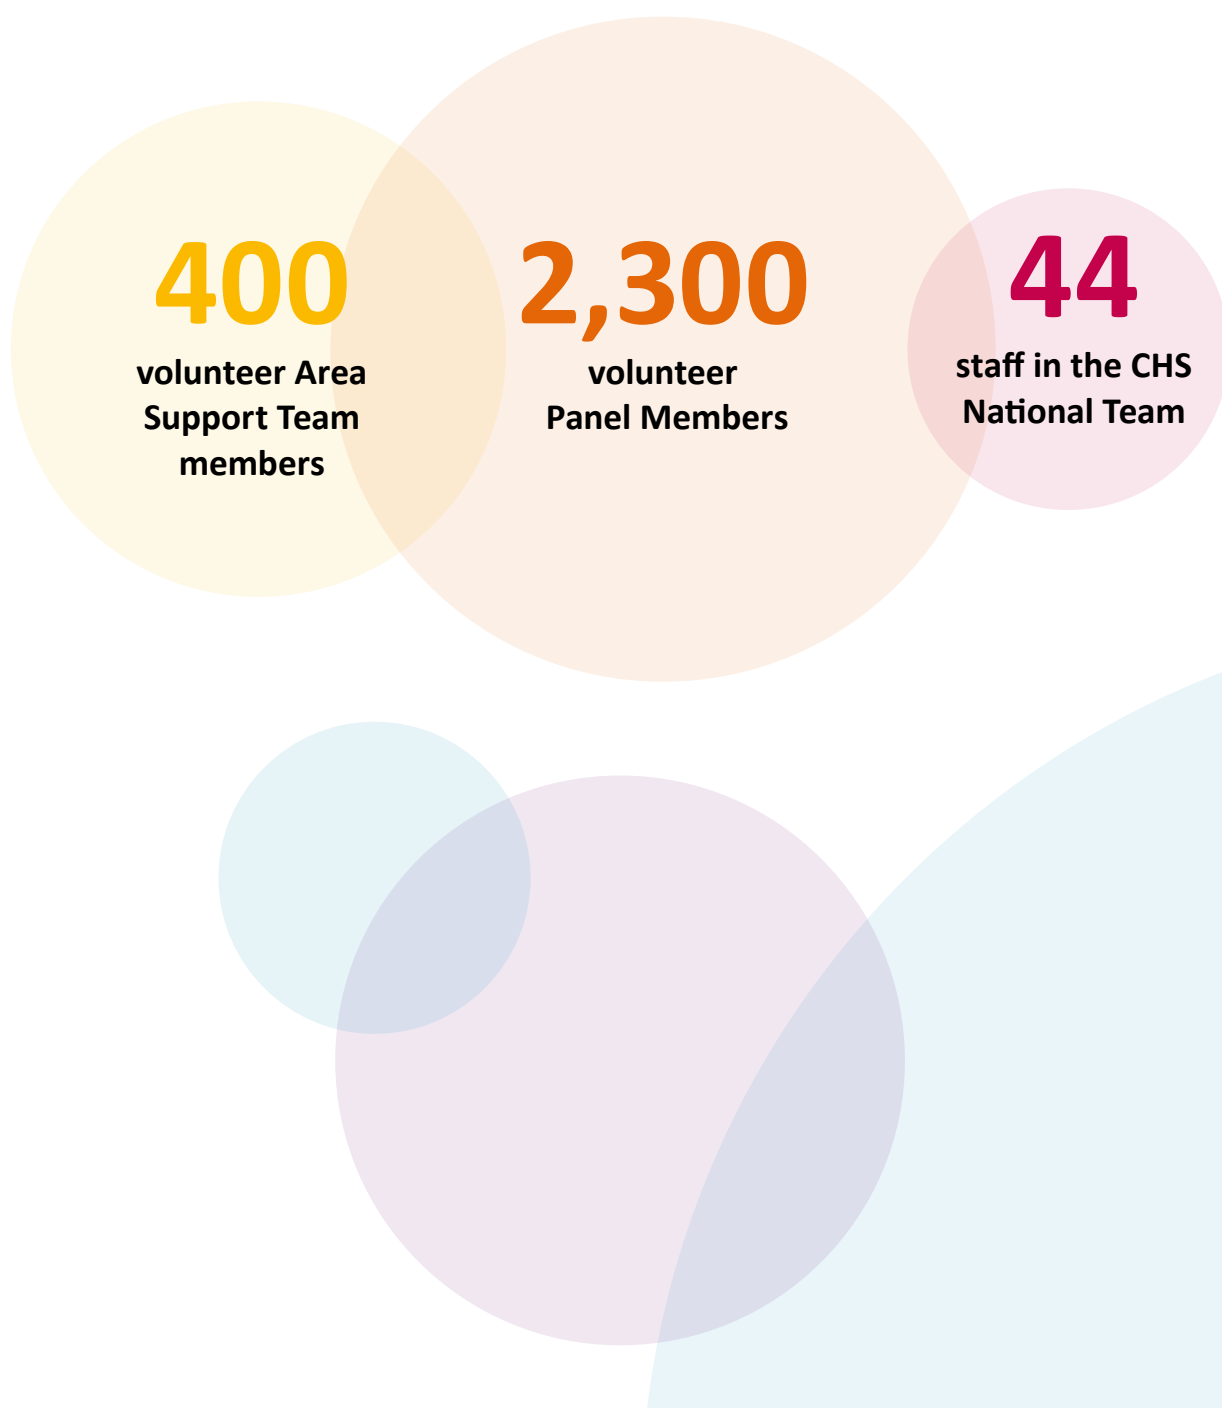 400
volunteer Area
Support Team
members
2,300
volunteer
Panel Members
44
staff in the CHS
National Team